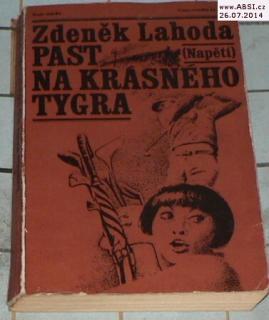 www.ABSI.cz
26.07.2014
Zdeněk Lahoda
PAST (Napětí)
NA KRÁSNÉHO
TYGRA